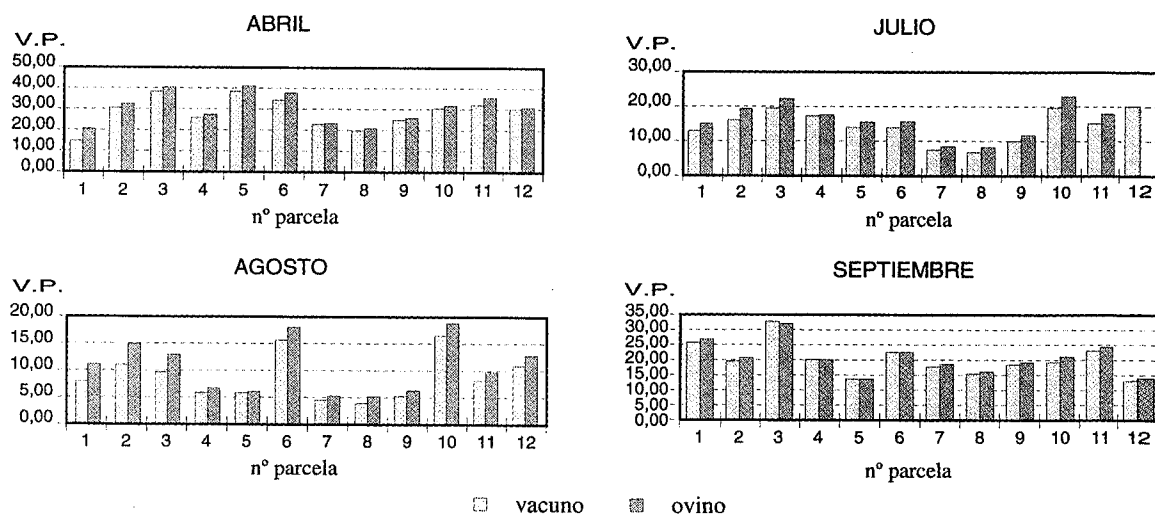 ABRIL
V.P.
50,00
40,00
30,00
20,00
10,00
0,00
1 2 3 4 5 6 7 8 9 10 11 12
nº parcela
JULIO
V.P.
30,00
20,00
10,00
0,00
1 2 3 4 5 6 7 8 9 10 11 12
nº parcela
AGOSTO
V.P.
20,00
15,00
10,00
5,00
0,00
1 2 3 4 5 6 7 8 9 10 11 12
nº parcela
SEPTIEMBRE
V.P.
35,00
30,00
25,00
20,00
15,00
10,00
5,00
0,00
1 2 3 4 5 6 7 8 9 10 11 12
nº parcela
vacuno ovino